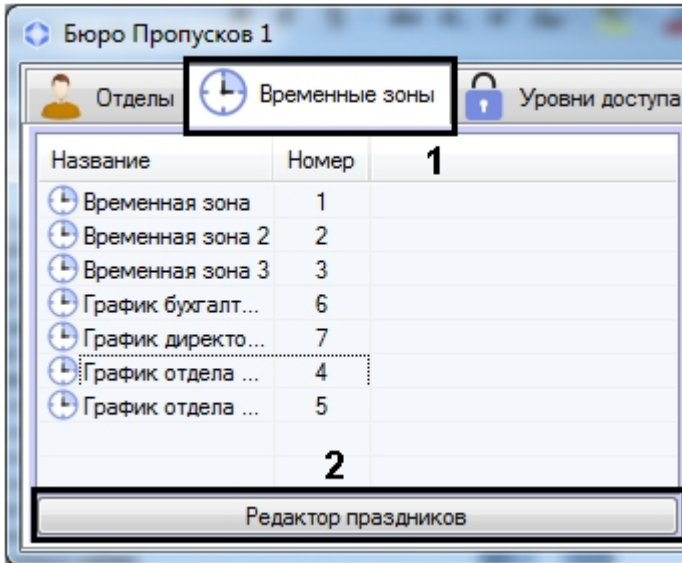 Бюро Пропусков 1
Отделы Временные зоны Уровни доступа
1
Название Номер
Временная зона 1
Временная зона 2 2
Временная зона 3 3
График бухгалт... 6
График директо... 7
График отдела ... 4
График отдела ... 5
2
Редактор праздников